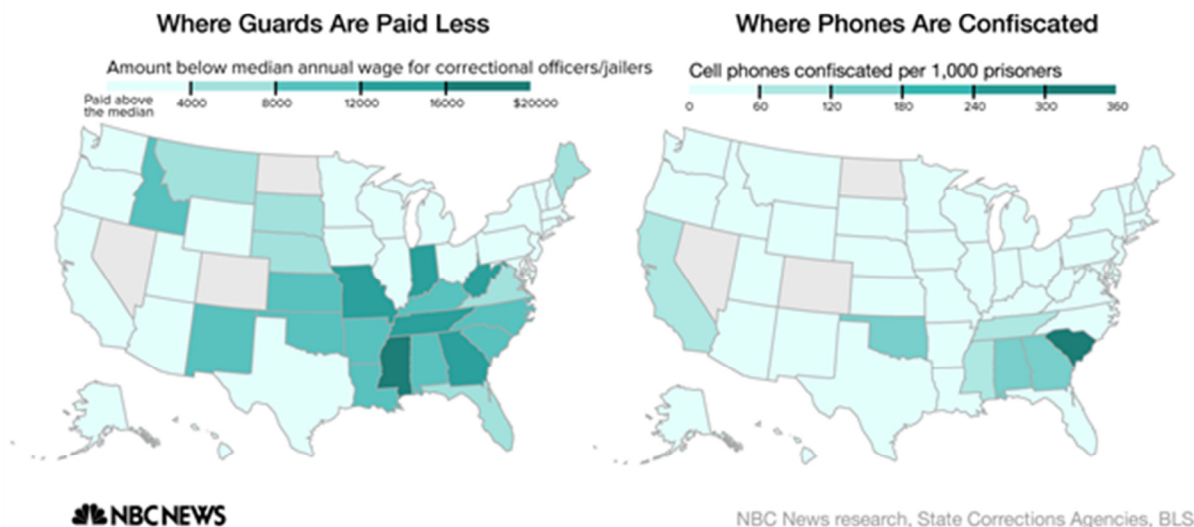 Where Guards Are Paid Less
Amount below median annual wage for correctional officers/jailers
Paid above
the median
4000 8000 12000 16000 $20000
Where Phones Are Confiscated
Cell phones confiscated per 1,000 prisoners
0 60 120 180 240 300 360
NBC NEWS
NBC News research, State Corrections Agencies, BLS